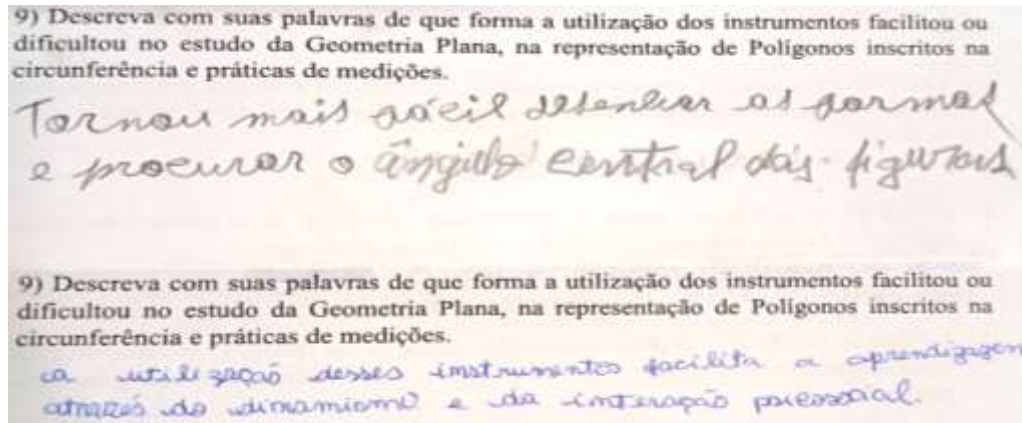 9) Descreva com suas palavras de que forma a utilização dos instrumentos facilitou ou
dificultou no estudo da Geometria Plana, na representação de Polígonos inscritos na
circunferência e práticas de medições.
Tornou mais fácil desenhar as formas
e procurar o ângulo central das figuras
9) Descreva com suas palavras de que forma a utilização dos instrumentos facilitou ou
dificultou no estudo da Geometria Plana, na representação de Polígonos inscritos na
circunferência e práticas de medições.
a utilização desses instrumentos facilita a aprendizagem
através do dinamismo e da interação